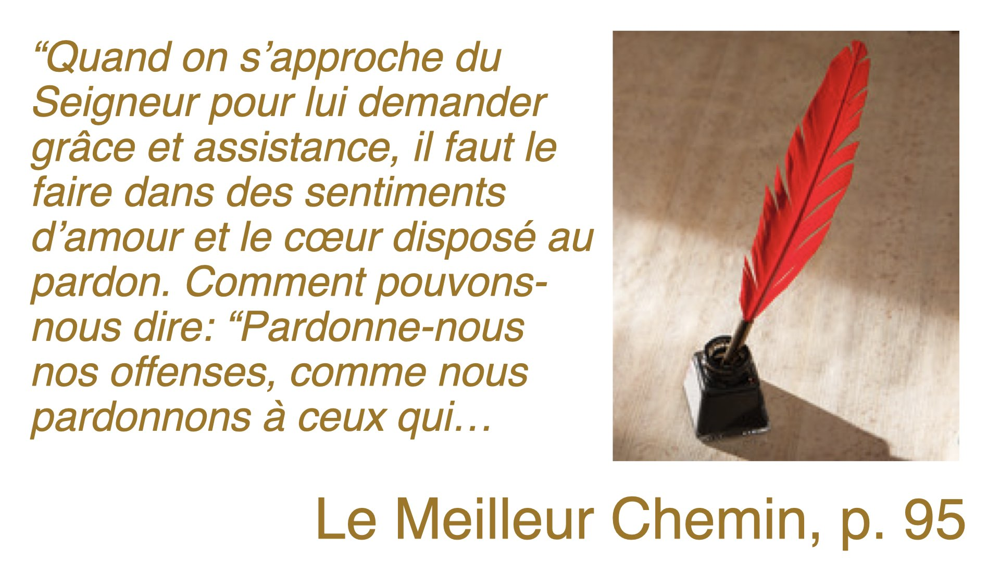 “Quand on s’approche du
Seigneur pour lui demander
grâce et assistance, il faut le
faire dans des sentiments
d’amour et le cœur disposé au
pardon. Comment pouvons-
nous dire: “Pardonne-nous
nos offenses, comme nous
pardonnons à ceux qui…
Le Meilleur Chemin, p. 95